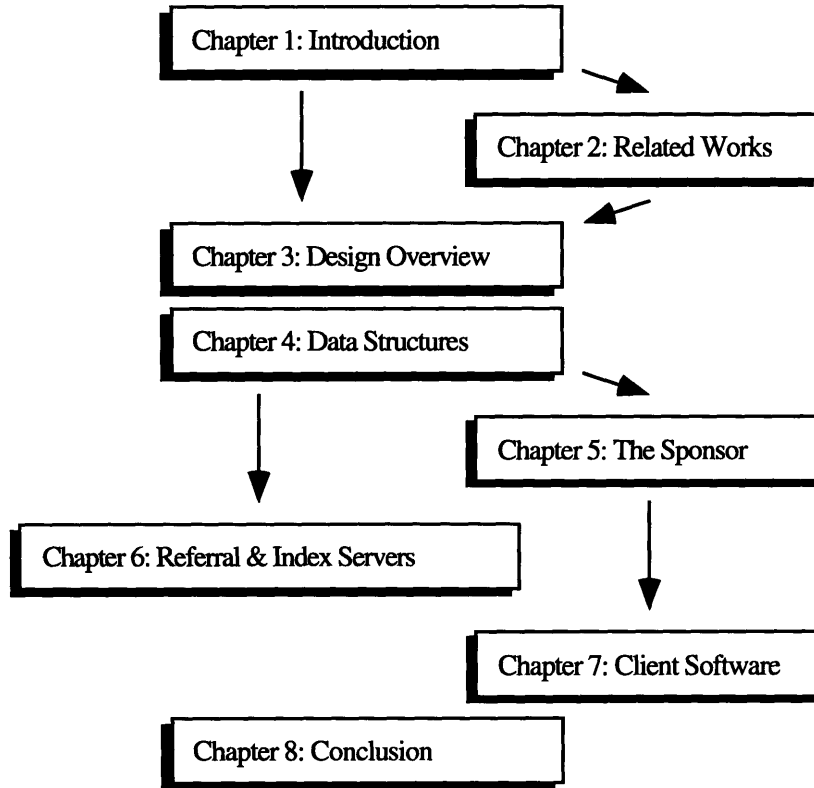 Chapter 1: Introduction
Chapter 2: Related Works
Chapter 3: Design Overview
Chapter 4: Data Structures
Chapter 5: The Sponsor
Chapter 6: Referral & Index Servers
Chapter 7: Client Software
Chapter 8: Conclusion